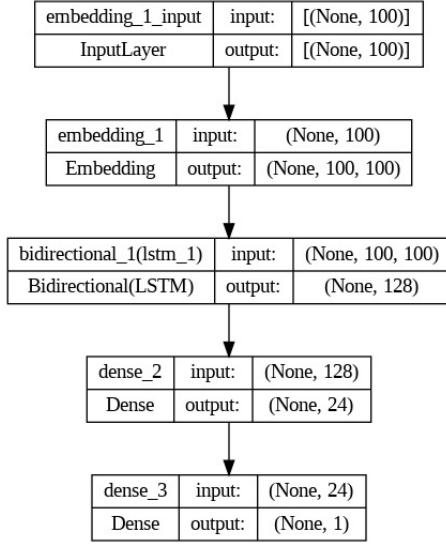 embedding_1_input input: [(None, 100)]
InputLayer output: [(None, 100)]
embedding_1 input: (None, 100)
Embedding output: (None, 100, 100)
bidirectional_1(lstm_1) input: (None, 100, 100)
Bidirectional(LSTM) output: (None, 128)
dense_2 input: (None, 128)
Dense output: (None, 24)
dense_3 input: (None, 24)
Dense output: (None, 1)